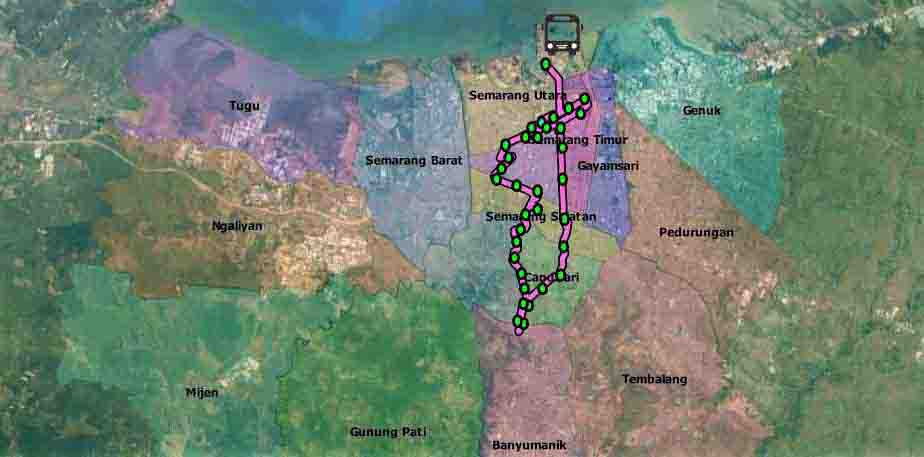 Semarang Utara
Tugu
Genuk
Semarang Timur
Semarang Barat
Gayamsari
Semarang Selatan
Ngaliyan
Pedurungan
Candisari
Tembalang
Mijen
Gunung Pati
Banyumanik